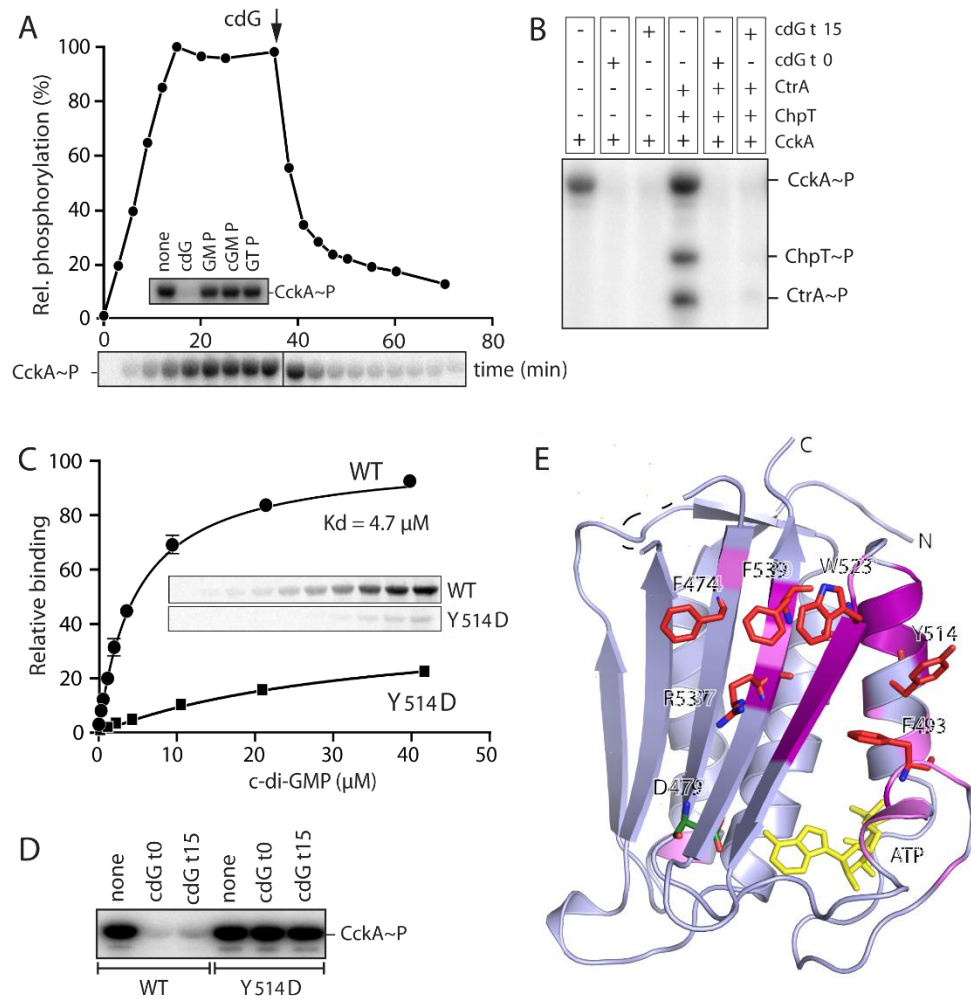 A
cdG
Rel. phosphorylation (%)
100
80
60
40
20
0
none
cdG
GMP
cGMP
GTP
CckA~P
0 20 40 60 80
CckA~P
time (min)
B
- - + - - + cdG t 15
- + - - + - cdG t 0
- - - + + + CtrA
- - - + + + ChpT
+ + + + + + CckA
CckA~P
ChpT~P
CtrA~P
C
Relative binding
100
80
60
40
20
0
WT
Kd = 4.7 µM
WT
Y514D
Y514D
0 10 20 30 40 50
c-di-GMP (µM)
D
none
cdG t0
cdG t15
none
cdG t0
cdG t15
CckA~P
WT
Y514D
E
C
N
F474
W523
Y514
R537
F493
D479
ATP